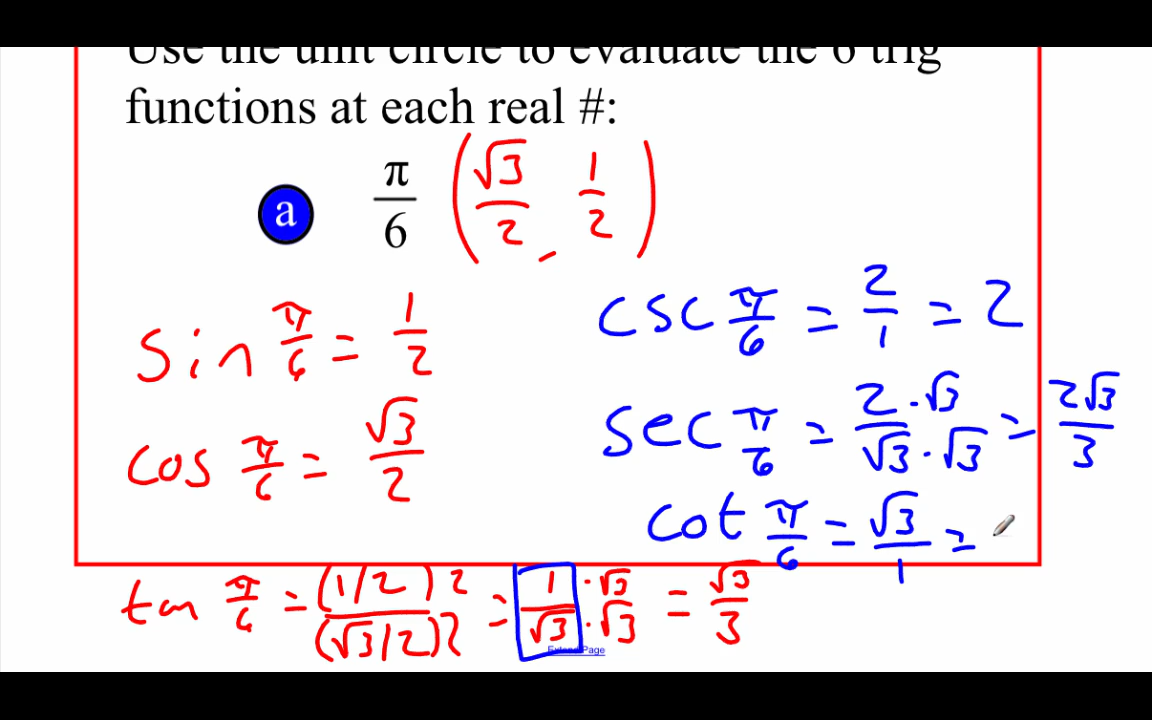 Use the unit circle to evaluate the 6 trig
functions at each real #:
a π/6 (√3/2, 1/2)
sin π/6 = 1/2
cos π/6 = √3/2
tan π/6 = (1/2)2/(√3/2)2 = 1/√3 · √3/√3 = √3/3
csc π/6 = 2/1 = 2
sec π/6 = 2/√3 · √3/√3 = 2√3/3
cot π/6 = √3/1 =
Extend Page